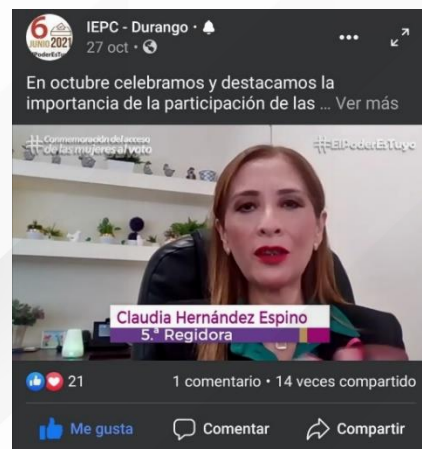 6
JUNIO 2021
#ElPoderEsTuyo
IEPC - Durango ·
27 oct ·
En octubre celebramos y destacamos la
importancia de la participación de las ... Ver más
#Conmemoración del acceso
de las mujeres al voto
#ElPoderEsTuyo
Claudia Hernández Espino
5.ª Regidora
21
1 comentario • 14 veces compartido
Me gusta
Comentar
Compartir